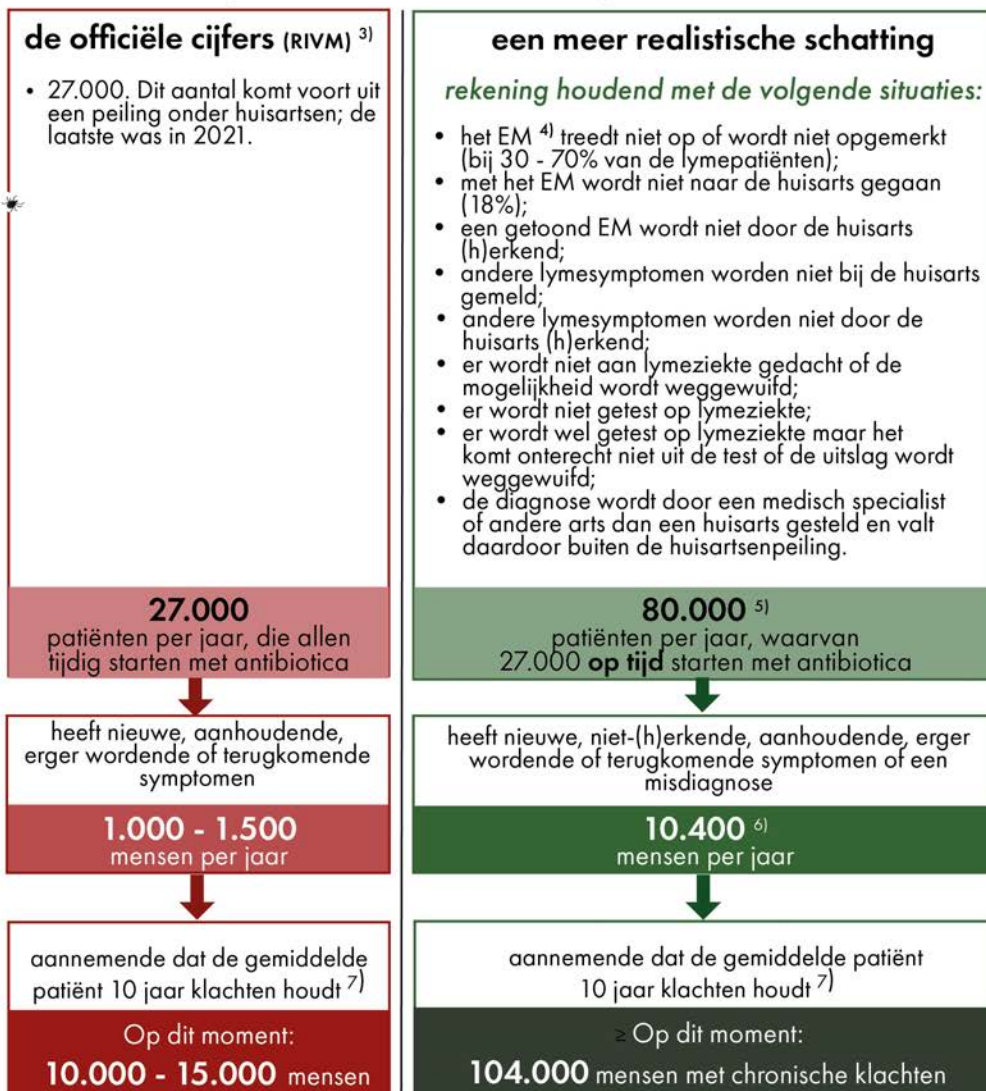 de officiële cijfers (RIVM) 3)
• 27.000. Dit aantal komt voort uit
een peiling onder huisartsen; de
laatste was in 2021.
27.000
patiënten per jaar, die allen
tijdig starten met antibiotica
heeft nieuwe, aanhoudende,
erger wordende of terugkomende
symptomen
1.000 - 1.500
mensen per jaar
aannemende dat de gemiddelde
patiënt 10 jaar klachten houdt 7)
Op dit moment:
10.000 - 15.000 mensen
een meer realistische schatting
rekening houdend met de volgende situaties:
• het EM 4) treedt niet op of wordt niet opgemerkt
(bij 30 - 70% van de lymepatiënten);
• met het EM wordt niet naar de huisarts gegaan
(18%);
• een getoond EM wordt niet door de huisarts
(h)erkend;
• andere lymesymptomen worden niet bij de huisarts
gemeld;
• andere lymesymptomen worden niet door de
huisarts (h)erkend;
• er wordt niet aan lymeziekte gedacht of de
mogelijkheid wordt weggewuifd;
• er wordt niet getest op lymeziekte;
• er wordt wel getest op lymeziekte maar het
komt onterecht niet uit de test of de uitslag wordt
weggewuifd;
• de diagnose wordt door een medisch specialist
of andere arts dan een huisarts gesteld en valt
daardoor buiten de huisartsenpeiling.
80.000 5)
patiënten per jaar, waarvan
27.000 op tijd starten met antibiotica
heeft nieuwe, niet-(h)erkende, aanhoudende, erger
wordende of terugkomende symptomen of een
misdiagnose
10.400 6)
mensen per jaar
aannemende dat de gemiddelde patiënt
10 jaar klachten houdt 7)
≥ Op dit moment:
104.000 mensen met chronische klachten